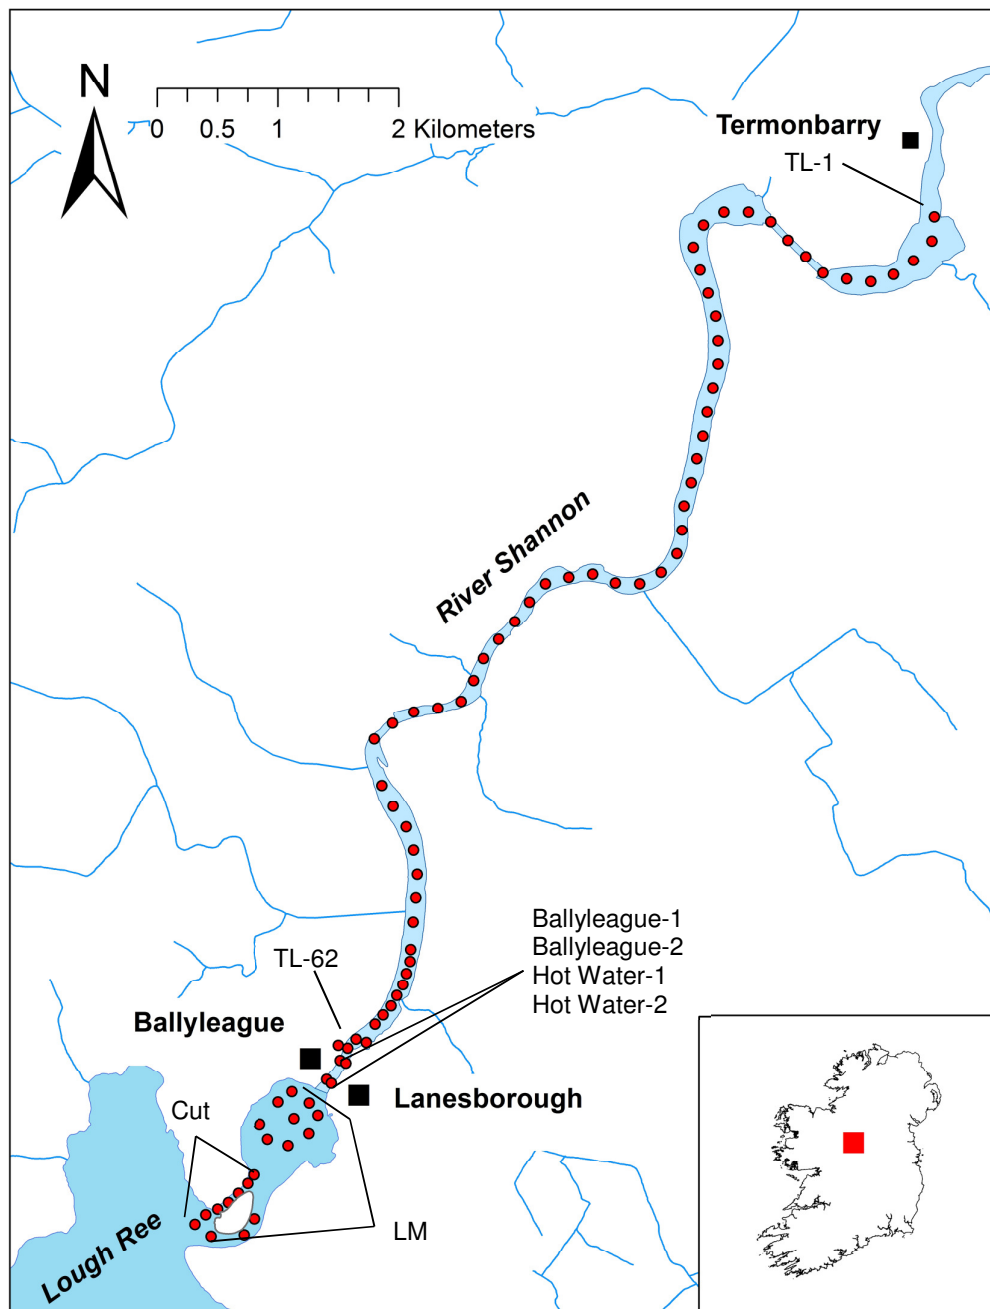 N
0 0.5 1 2 Kilometers
Termonbarry
TL-1
River Shannon
Ballyleague-1
Ballyleague-2
Hot Water-1
Hot Water-2
TL-62
Ballyleague
Lanesborough
Cut
LM
Lough Ree